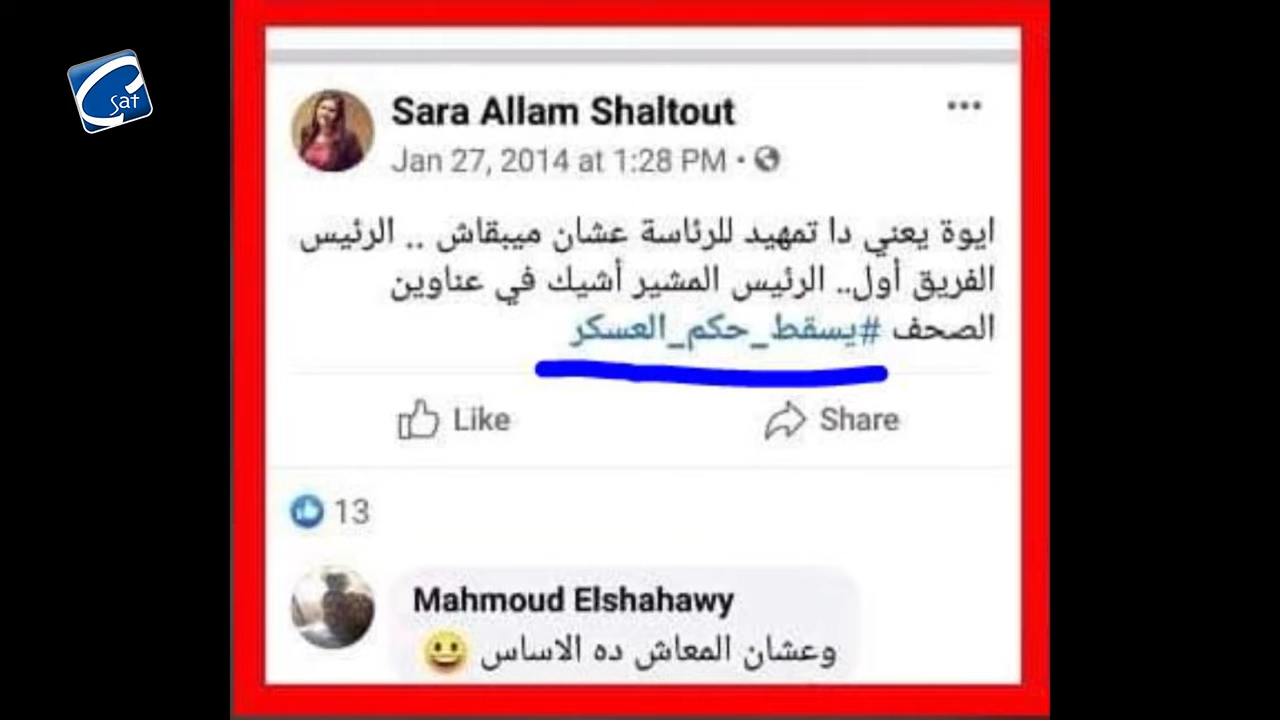 C sat
Sara Allam Shaltout
Jan 27, 2014 at 1:28 PM
ايوة يعني دا تمهيد للرئاسة عشان ميبقاش .. الرئيس
الفريق أول.. الرئيس المشير أشيك في عناوين
الصحف #يسقط_حكم_العسكر
Like
Share
13
Mahmoud Elshahawy
وعشان المعاش ده الاساس 😀